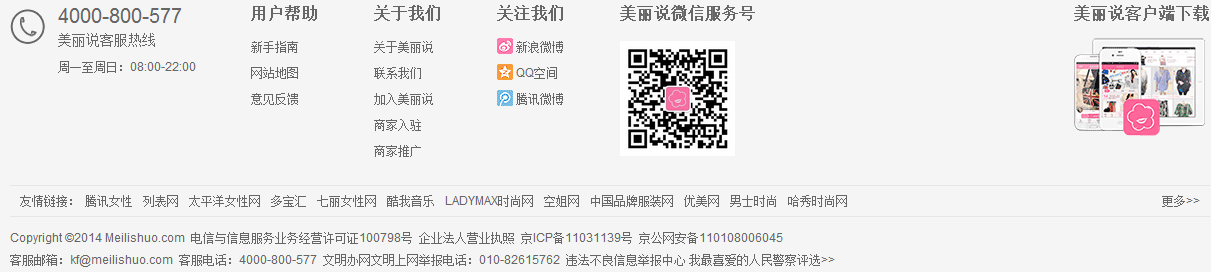 4000-800-577
美丽说客服热线
周一至周日：08:00-22:00
用户帮助
新手指南
网站地图
意见反馈
关于我们
关于美丽说
联系我们
加入美丽说
商家入驻
商家推广
关注我们
新浪微博
QQ空间
腾讯微博
美丽说微信服务号
美丽说客户端下载
友情链接： 腾讯女性 列表网 太平洋女性网 多宝汇 七丽女性网 酷我音乐 LADYMAX时尚网 空姐网 中国品牌服装网 优美网 男士时尚 哈秀时尚网 更多>>
Copyright ©2014 Meilishuo.com 电信与信息服务业务经营许可证100798号 企业法人营业执照 京ICP备11031139号 京公网安备110108006045
客服邮箱：kf@meilishuo.com 客服电话：4000-800-577 文明办网文明上网举报电话：010-82615762 违法不良信息举报中心 我最喜爱的人民警察评选>>